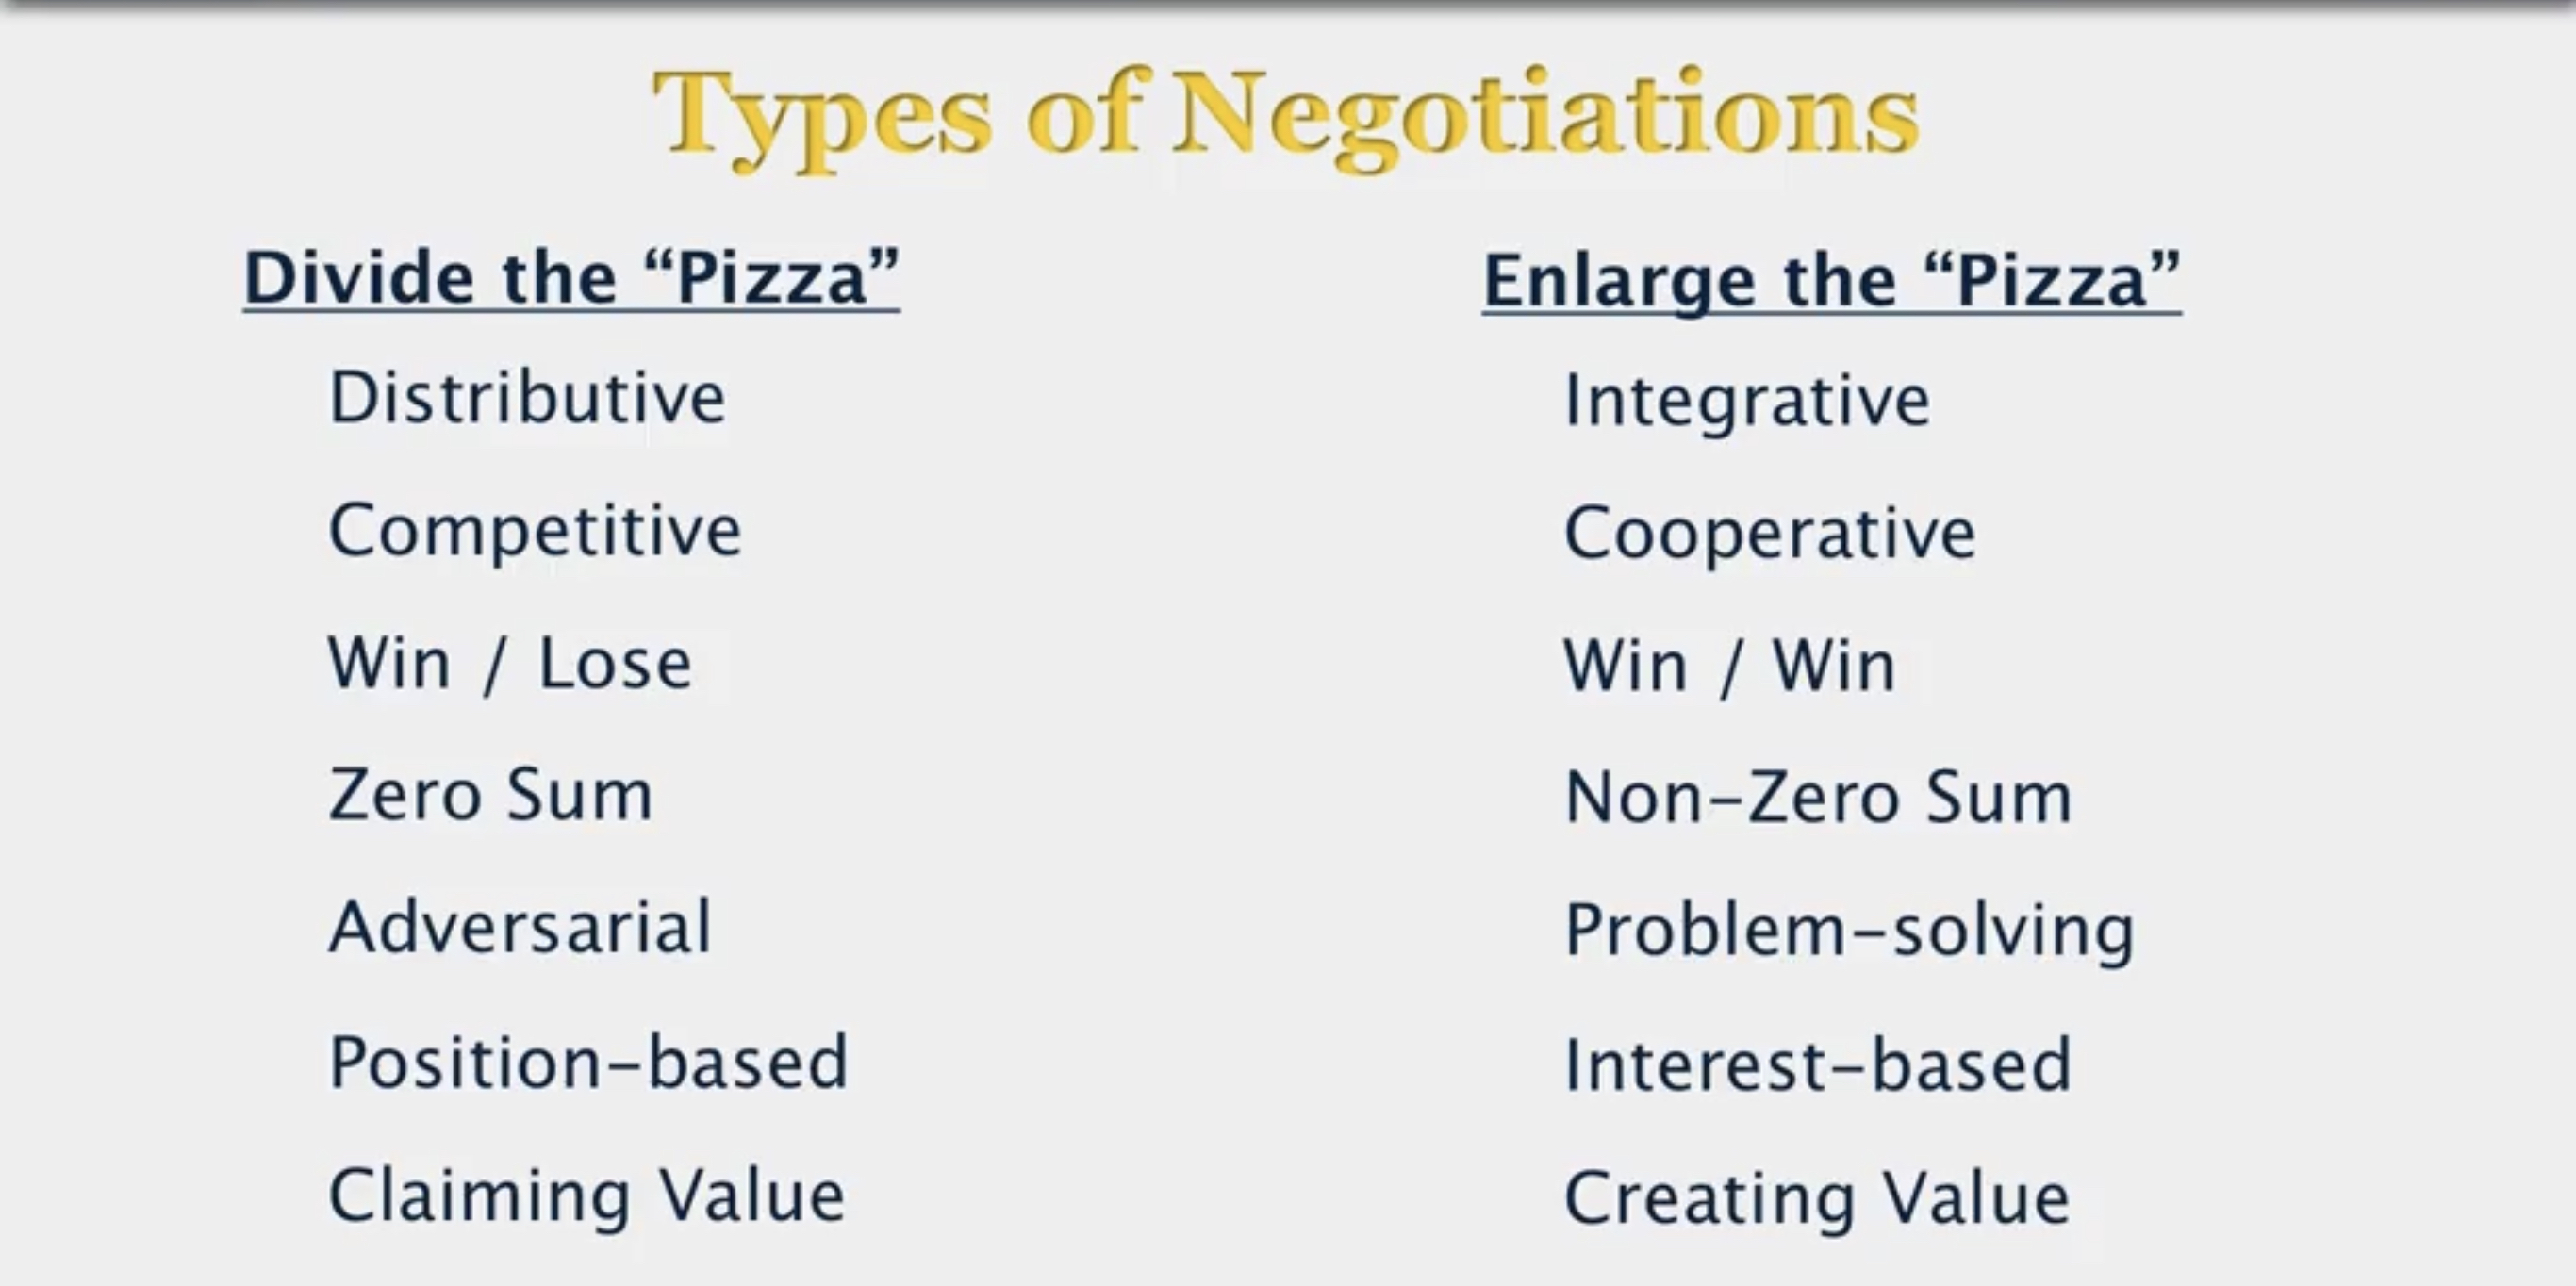 Types of Negotiations
Divide the “Pizza”
Distributive
Competitive
Win / Lose
Zero Sum
Adversarial
Position-based
Claiming Value
Enlarge the “Pizza”
Integrative
Cooperative
Win / Win
Non-Zero Sum
Problem-solving
Interest-based
Creating Value